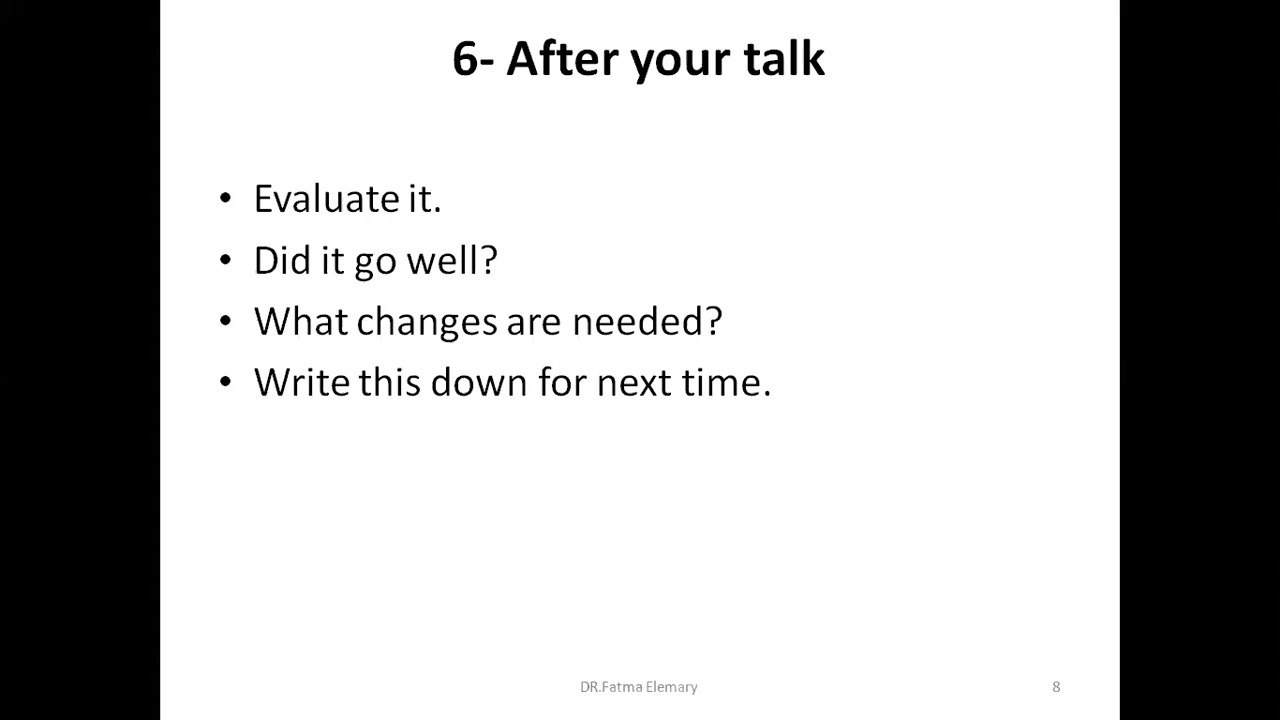 6- After your talk
• Evaluate it.
• Did it go well?
• What changes are needed?
• Write this down for next time.
DR.Fatma Elemary
8